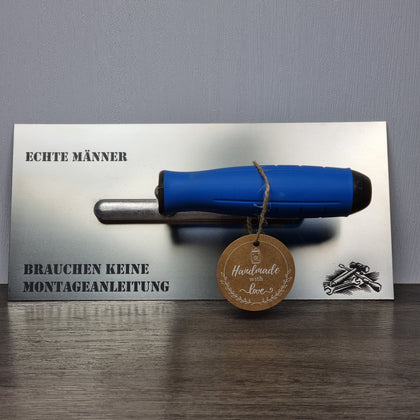 ECHTE MÄNNER
BRAUCHEN KEINE
MONTAGEANLEITUNG
Handmade
with
love